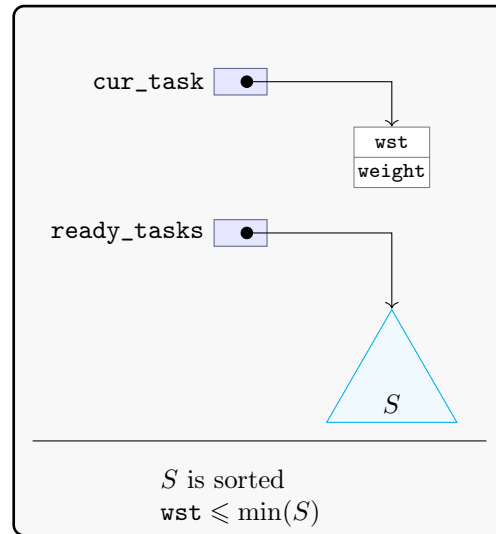 cur_task
wst
weight
ready_tasks
S
S is sorted
wst ⩽ min(S)